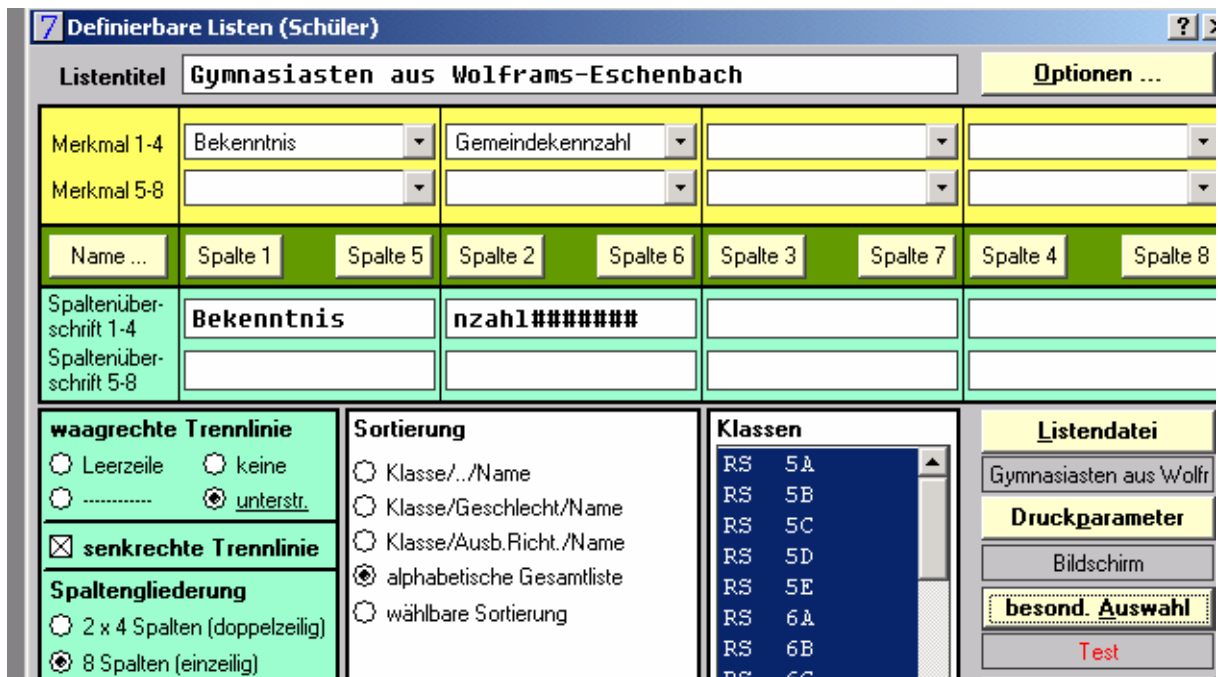 7 Definierbare Listen (Schüler) ?
Listentitel Gymnasiasten aus Wolframs-Eschenbach Optionen ...
Merkmal 1-4 Bekenntnis Gemeindekennzahl
Merkmal 5-8
Name ... Spalte 1 Spalte 5 Spalte 2 Spalte 6 Spalte 3 Spalte 7 Spalte 4 Spalte 8
Spaltenüber-
schrift 1-4 Bekenntnis nzahl#######
Spaltenüber-
schrift 5-8
waagrechte Trennlinie
Leerzeile keine
------------ unterstr.
senkrechte Trennlinie
Spaltengliederung
2 x 4 Spalten (doppelzeilig)
8 Spalten (einzeilig)
Sortierung
Klasse/../Name
Klasse/Geschlecht/Name
Klasse/Ausb.Richt./Name
alphabetische Gesamtliste
wählbare Sortierung
Klassen
RS 5A
RS 5B
RS 5C
RS 5D
RS 5E
RS 6A
RS 6B
RS 6C
Listendatei
Gymnasiasten aus Wolfr
Druckparameter
Bildschirm
besond. Auswahl
Test